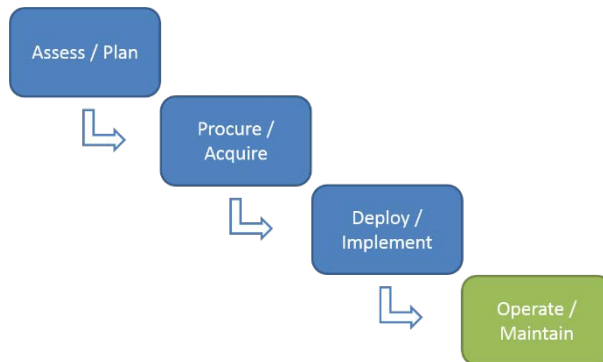 Assess / Plan
Procure /
Acquire
Deploy /
Implement
Operate /
Maintain